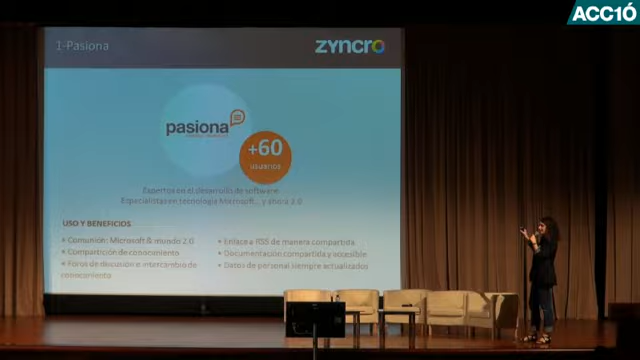 ACC1Ó
1-Pasiona
zyncro
pasiona
+60
usuarios
Expertos en el desarrollo de software
Especialistas en tecnología Microsoft... y ahora 2.0
USO Y BENEFICIOS
• Comunión: Microsoft & mundo 2.0
• Compartición de conocimiento
• Foros de discusión e intercambio de
conocimiento
• Enlace a RSS de manera compartida
• Documentación compartida y accesible
• Datos de personal siempre actualizados